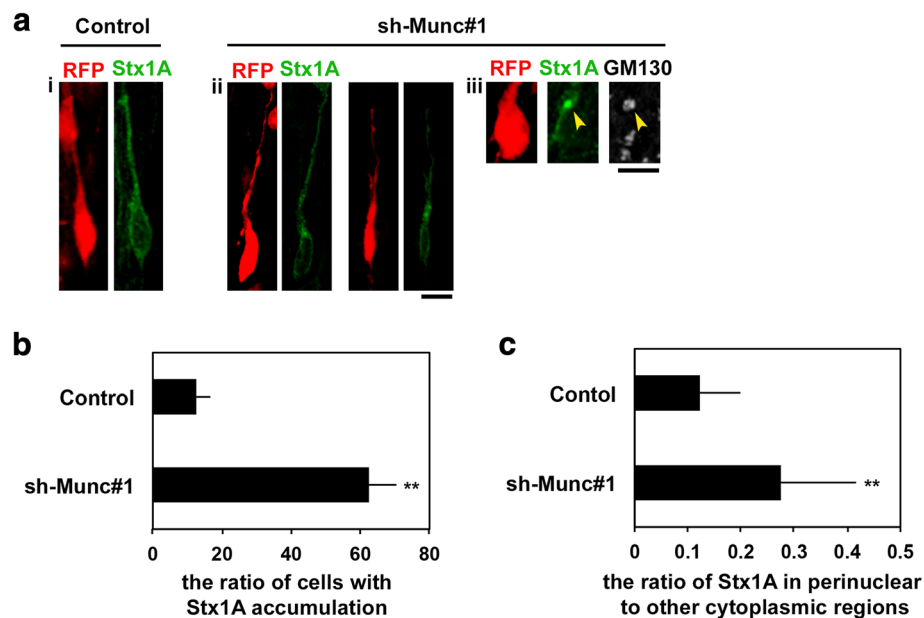 a
Control
sh-Munc#1
i
RFP
Stx1A
ii
RFP
Stx1A
iii
RFP
Stx1A
GM130
b
Control
sh-Munc#1
**
0
20
40
60
80
the ratio of cells with
Stx1A accumulation
c
Contol
sh-Munc#1
**
0
0.1
0.2
0.3
0.4
0.5
the ratio of Stx1A in perinuclear
to other cytoplasmic regions